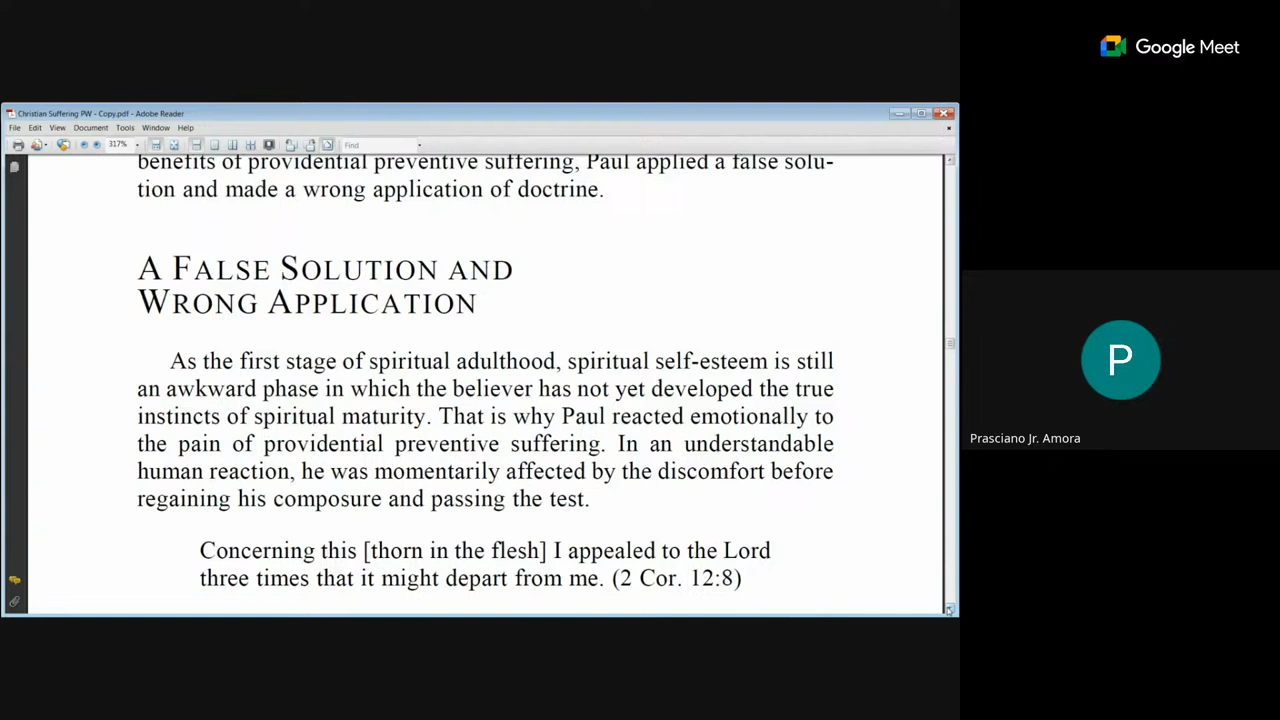 Google Meet
Christian Suffering PW - Copy.pdf - Adobe Reader
File Edit View Document Tools Window Help
317% Find
benefits of providential preventive suffering, Paul applied a false solu-
tion and made a wrong application of doctrine.
A FALSE SOLUTION AND
WRONG APPLICATION
As the first stage of spiritual adulthood, spiritual self-esteem is still
an awkward phase in which the believer has not yet developed the true
instincts of spiritual maturity. That is why Paul reacted emotionally to
the pain of providential preventive suffering. In an understandable
human reaction, he was momentarily affected by the discomfort before
regaining his composure and passing the test.
Concerning this [thorn in the flesh] I appealed to the Lord
three times that it might depart from me. (2 Cor. 12:8)
P
Prasciano Jr. Amora